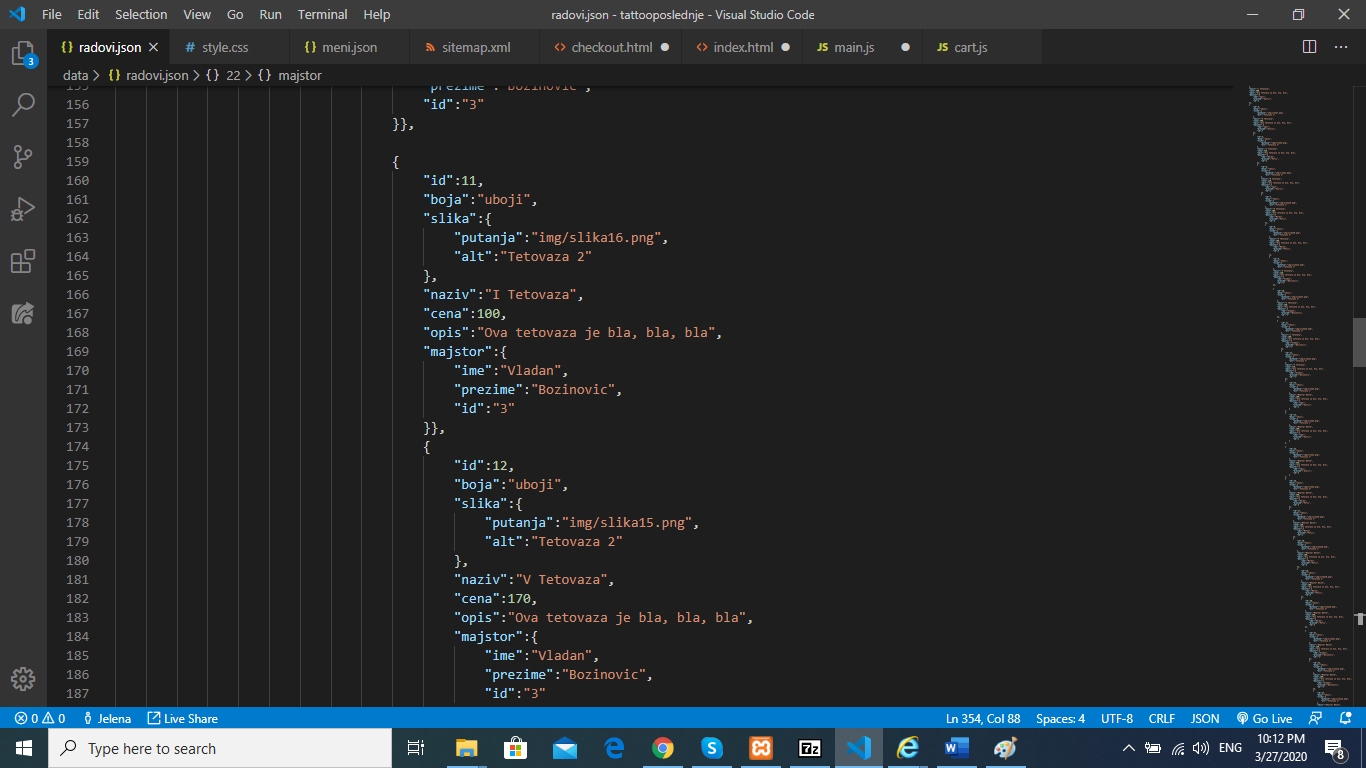 File Edit Selection View Go Run Terminal Help
radovi.json - tattooposlednje - Visual Studio Code
{} radovi.json
# style.css
{} meni.json
sitemap.xml
<> checkout.html
<> index.html
JS main.js
JS cart.js
3
data > {} radovi.json > {} 22 > {} majstor
155 "prezime":"Bozinovic",
156 "id":"3"
157 }},
158
159 {
160 "id":11,
161 "boja":"uboji",
162 "slika":{
163 "putanja":"img/slika16.png",
164 "alt":"Tetovaza 2"
165 },
166 "naziv":"I Tetovaza",
167 "cena":100,
168 "opis":"Ova tetovaza je bla, bla, bla",
169 "majstor":{
170 "ime":"Vladan",
171 "prezime":"Bozinovic",
172 "id":"3"
173 }},
174 {
175 "id":12,
176 "boja":"uboji",
177 "slika":{
178 "putanja":"img/slika15.png",
179 "alt":"Tetovaza 2"
180 },
181 "naziv":"V Tetovaza",
182 "cena":170,
183 "opis":"Ova tetovaza je bla, bla, bla",
184 "majstor":{
185 "ime":"Vladan",
186 "prezime":"Bozinovic",
187 "id":"3"
0 0 Jelena Live Share
Ln 354, Col 88 Spaces: 4 UTF-8 CRLF JSON Go Live
Type here to search
7z
ENG
10:12 PM
3/27/2020
8